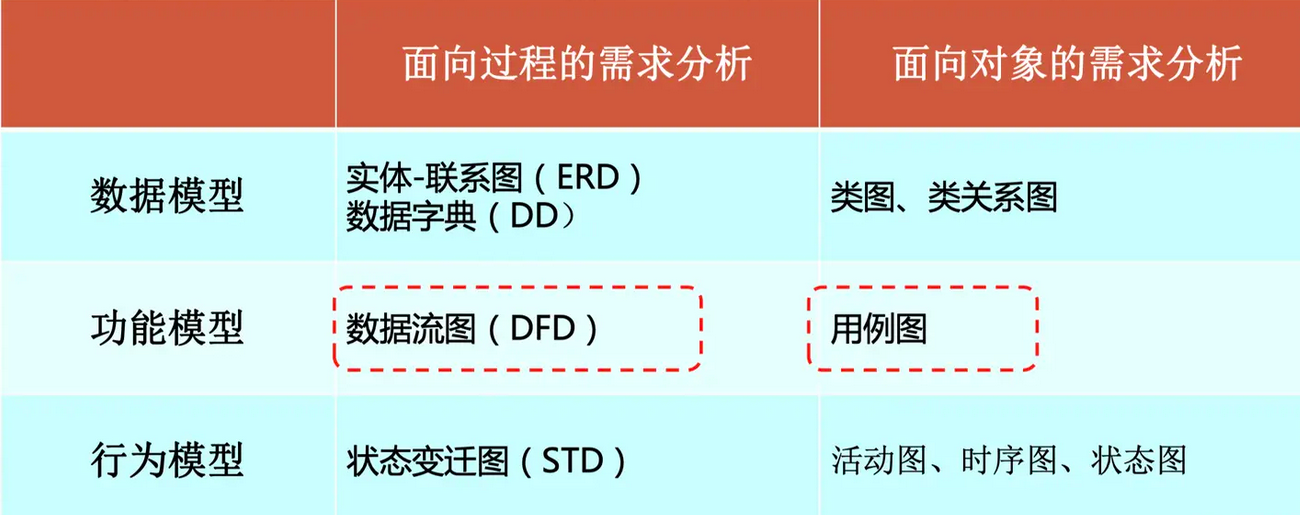 面向过程的需求分析
面向对象的需求分析
数据模型
实体-联系图（ERD）
数据字典（DD）
类图、类关系图
功能模型
数据流图（DFD）
用例图
行为模型
状态变迁图（STD）
活动图、时序图、状态图